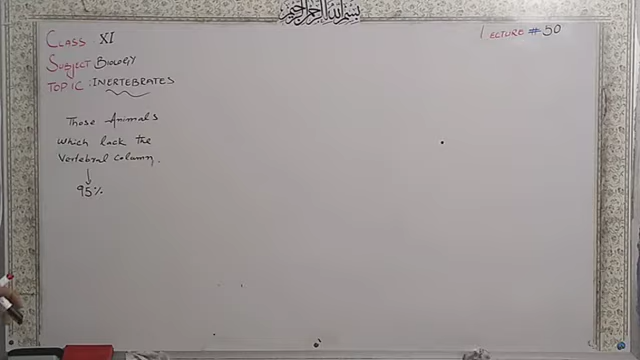 بسم الله الرحمن الرحيم
CLASS XI
LECTURE # 50
SUBJECT BIOLOGY
TOPIC : INERTEBRATES
Those Animals
which lack the
Vertebral column.
95%